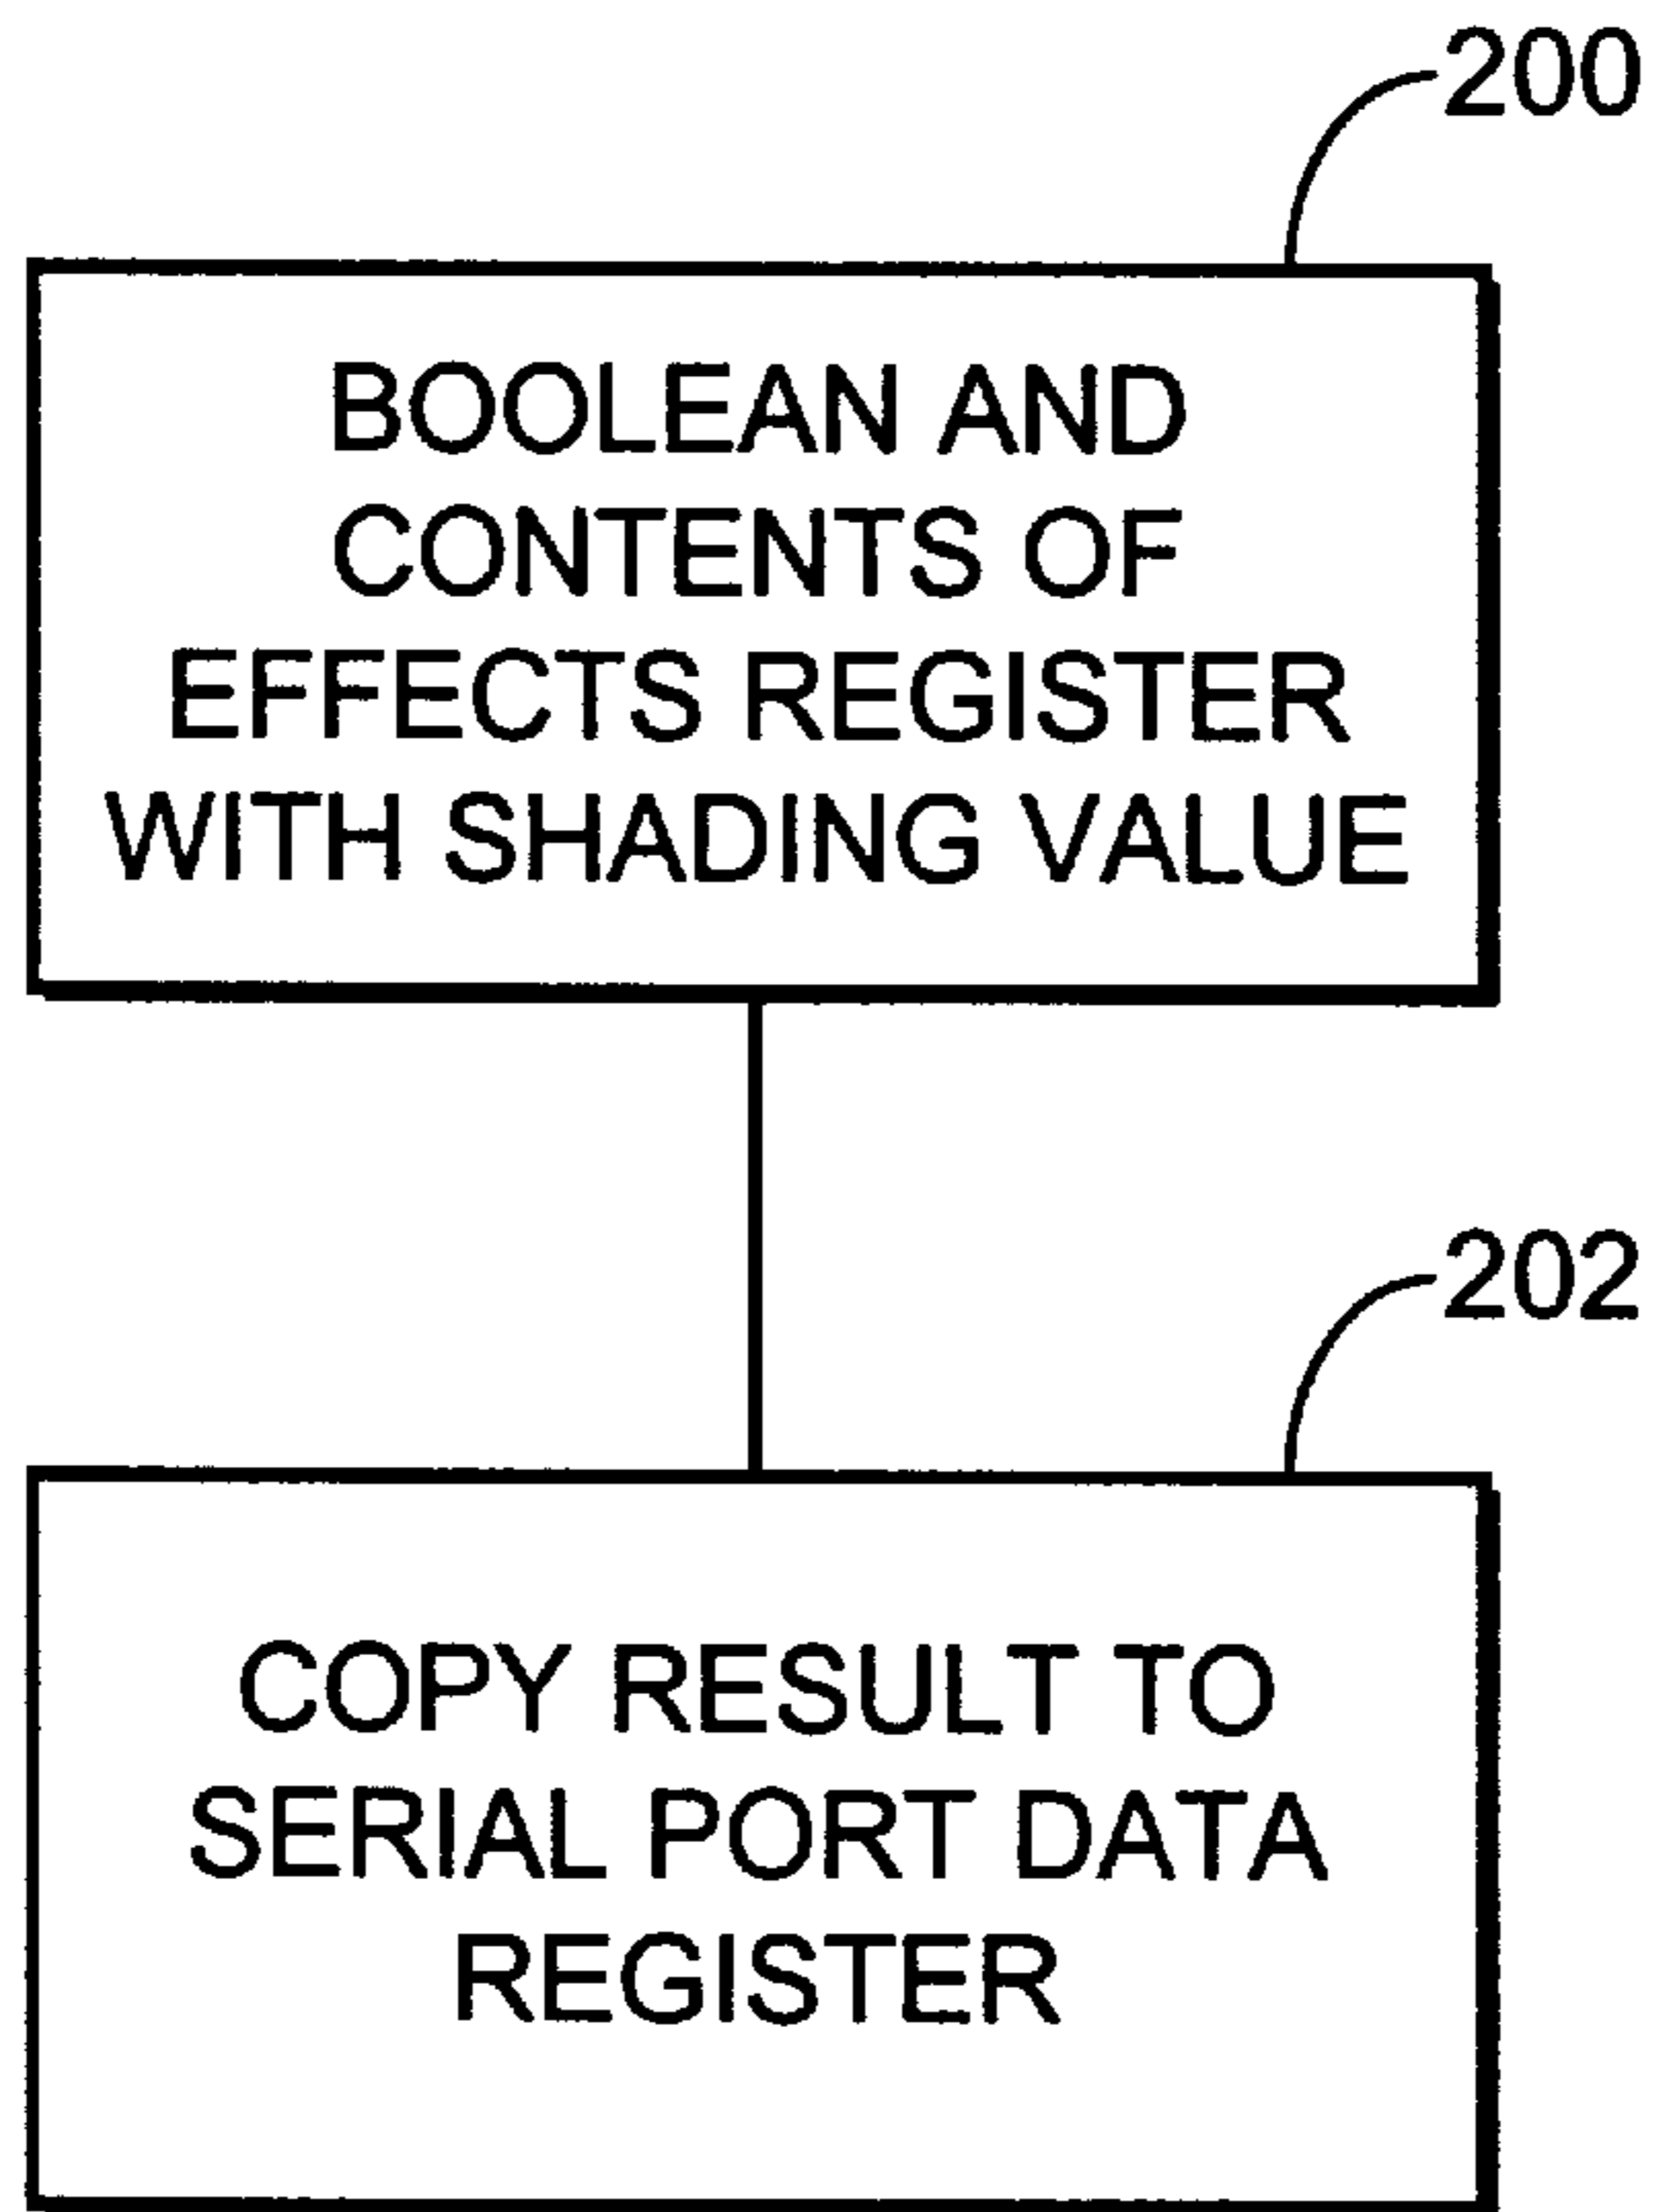 200
BOOLEAN AND
CONTENTS OF
EFFECTS REGISTER
WITH SHADING VALUE
202
COPY RESULT TO
SERIAL PORT DATA
REGISTER